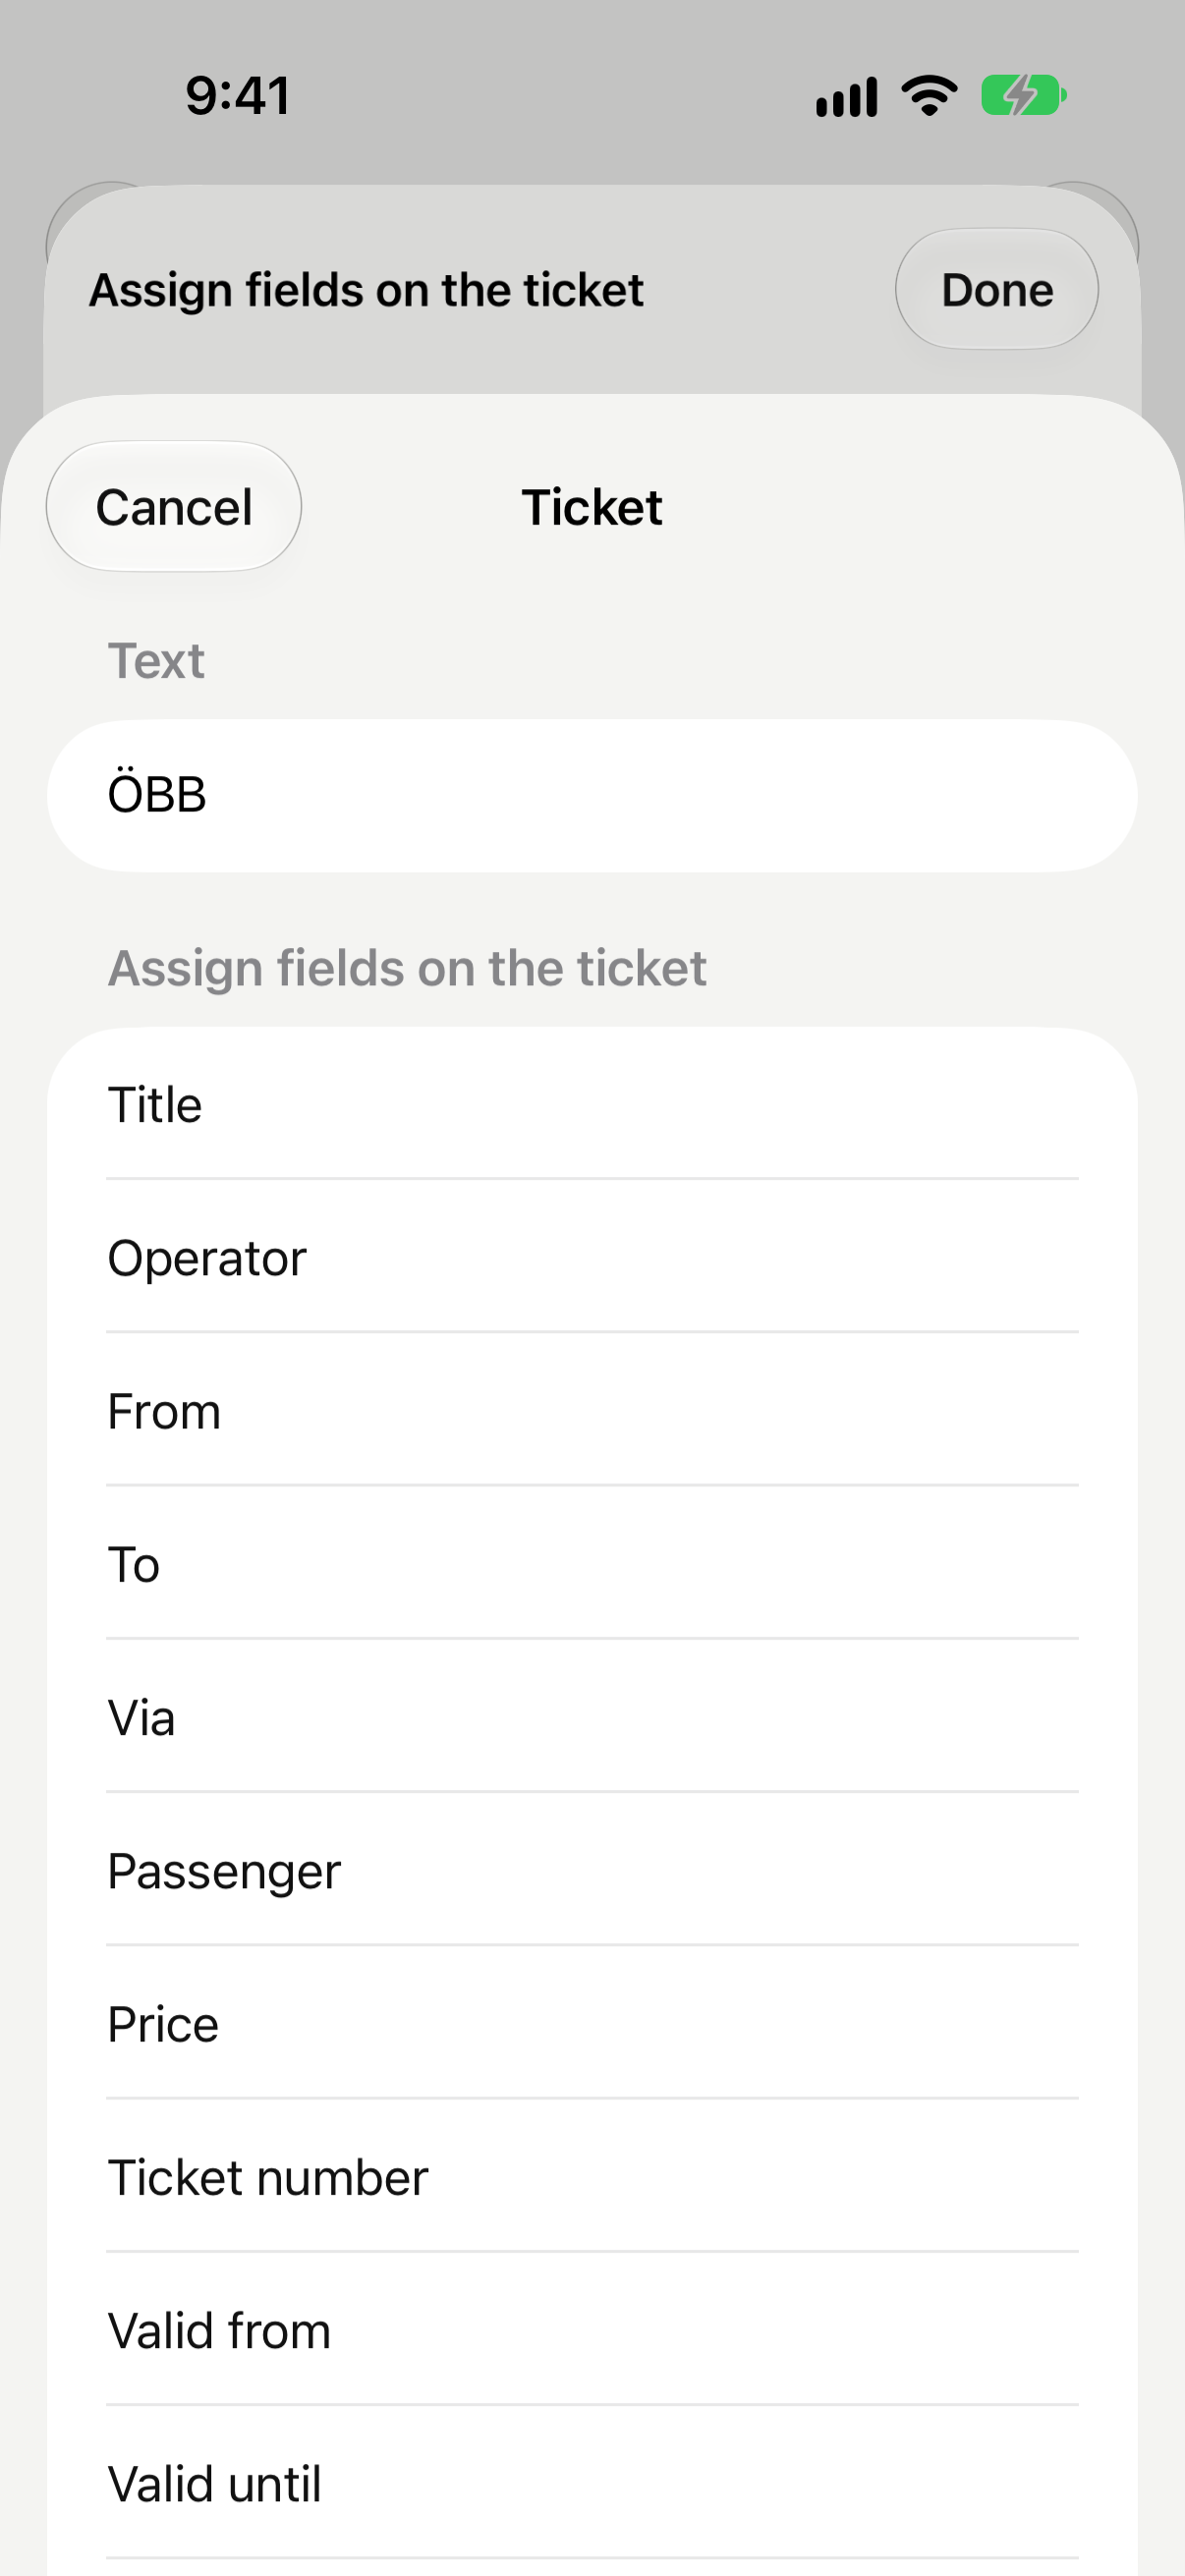 9:41
Assign fields on the ticket
Done
Cancel
Ticket
Text
ÖBB
Assign fields on the ticket
Title
Operator
From
To
Via
Passenger
Price
Ticket number
Valid from
Valid until